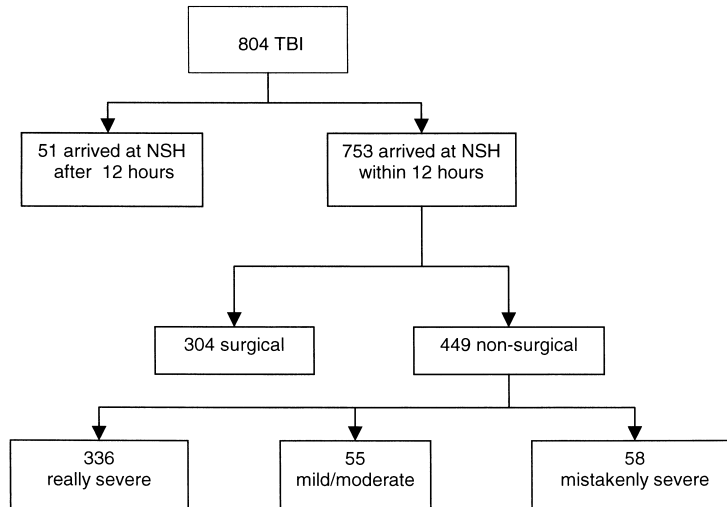 804 TBI
51 arrived at NSH
after 12 hours
753 arrived at NSH
within 12 hours
304 surgical
449 non-surgical
336
really severe
55
mild/moderate
58
mistakenly severe